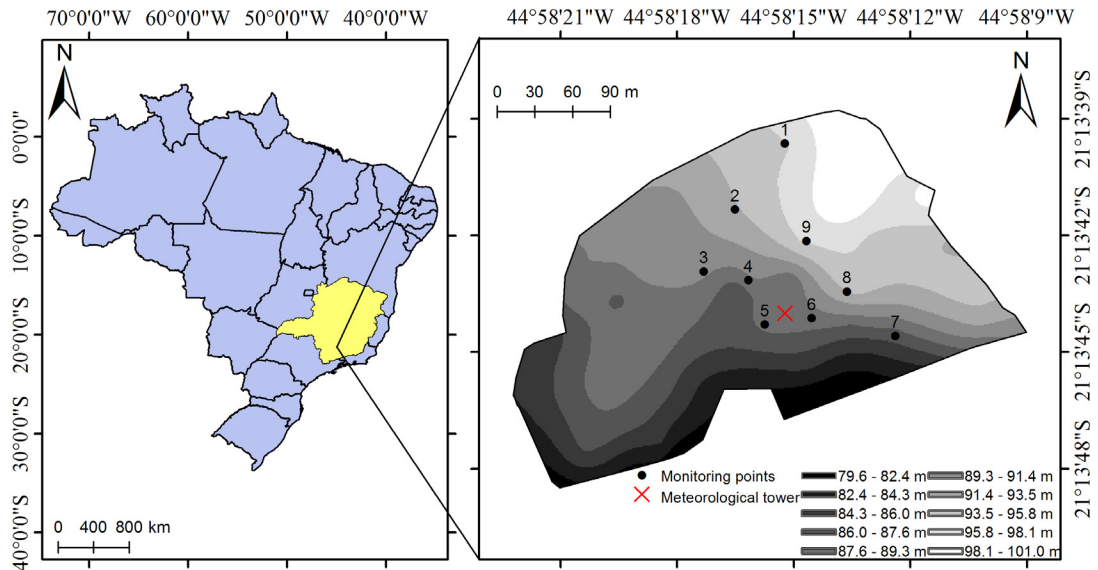 70°0'0"W 60°0'0"W 50°0'0"W 40°0'0"W
N
0°0'0"
10°0'0"S
20°0'0"S
30°0'0"S
40°0'0"S
0 400 800 km
44°58'21"W 44°58'18"W 44°58'15"W 44°58'12"W 44°58'9"W
N
0 30 60 90 m
21°13'39"S
21°13'42"S
21°13'45"S
21°13'48"S
1
2
9
3
4
8
5
6
7
Monitoring points
Meteorological tower
79.6 - 82.4 m
82.4 - 84.3 m
84.3 - 86.0 m
86.0 - 87.6 m
87.6 - 89.3 m
89.3 - 91.4 m
91.4 - 93.5 m
93.5 - 95.8 m
95.8 - 98.1 m
98.1 - 101.0 m